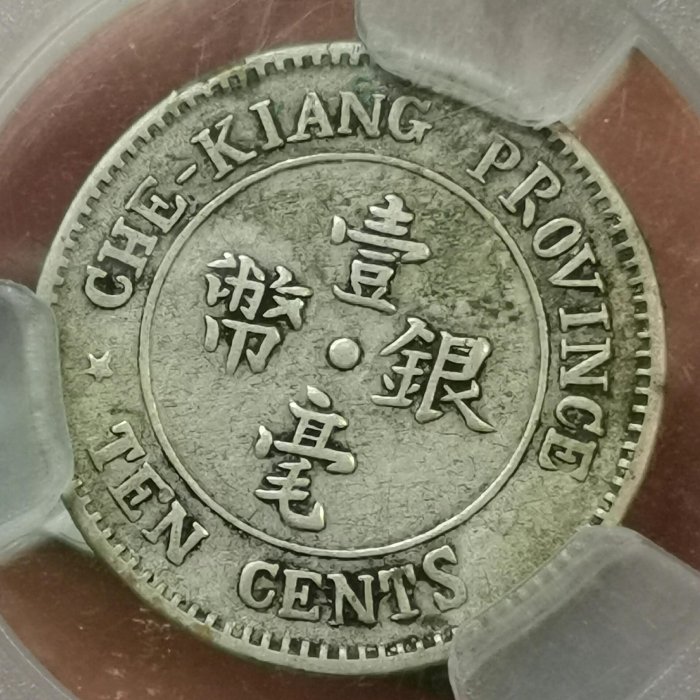 CHE-KIANG PROVINCE
壹毫銀幣
TEN CENTS